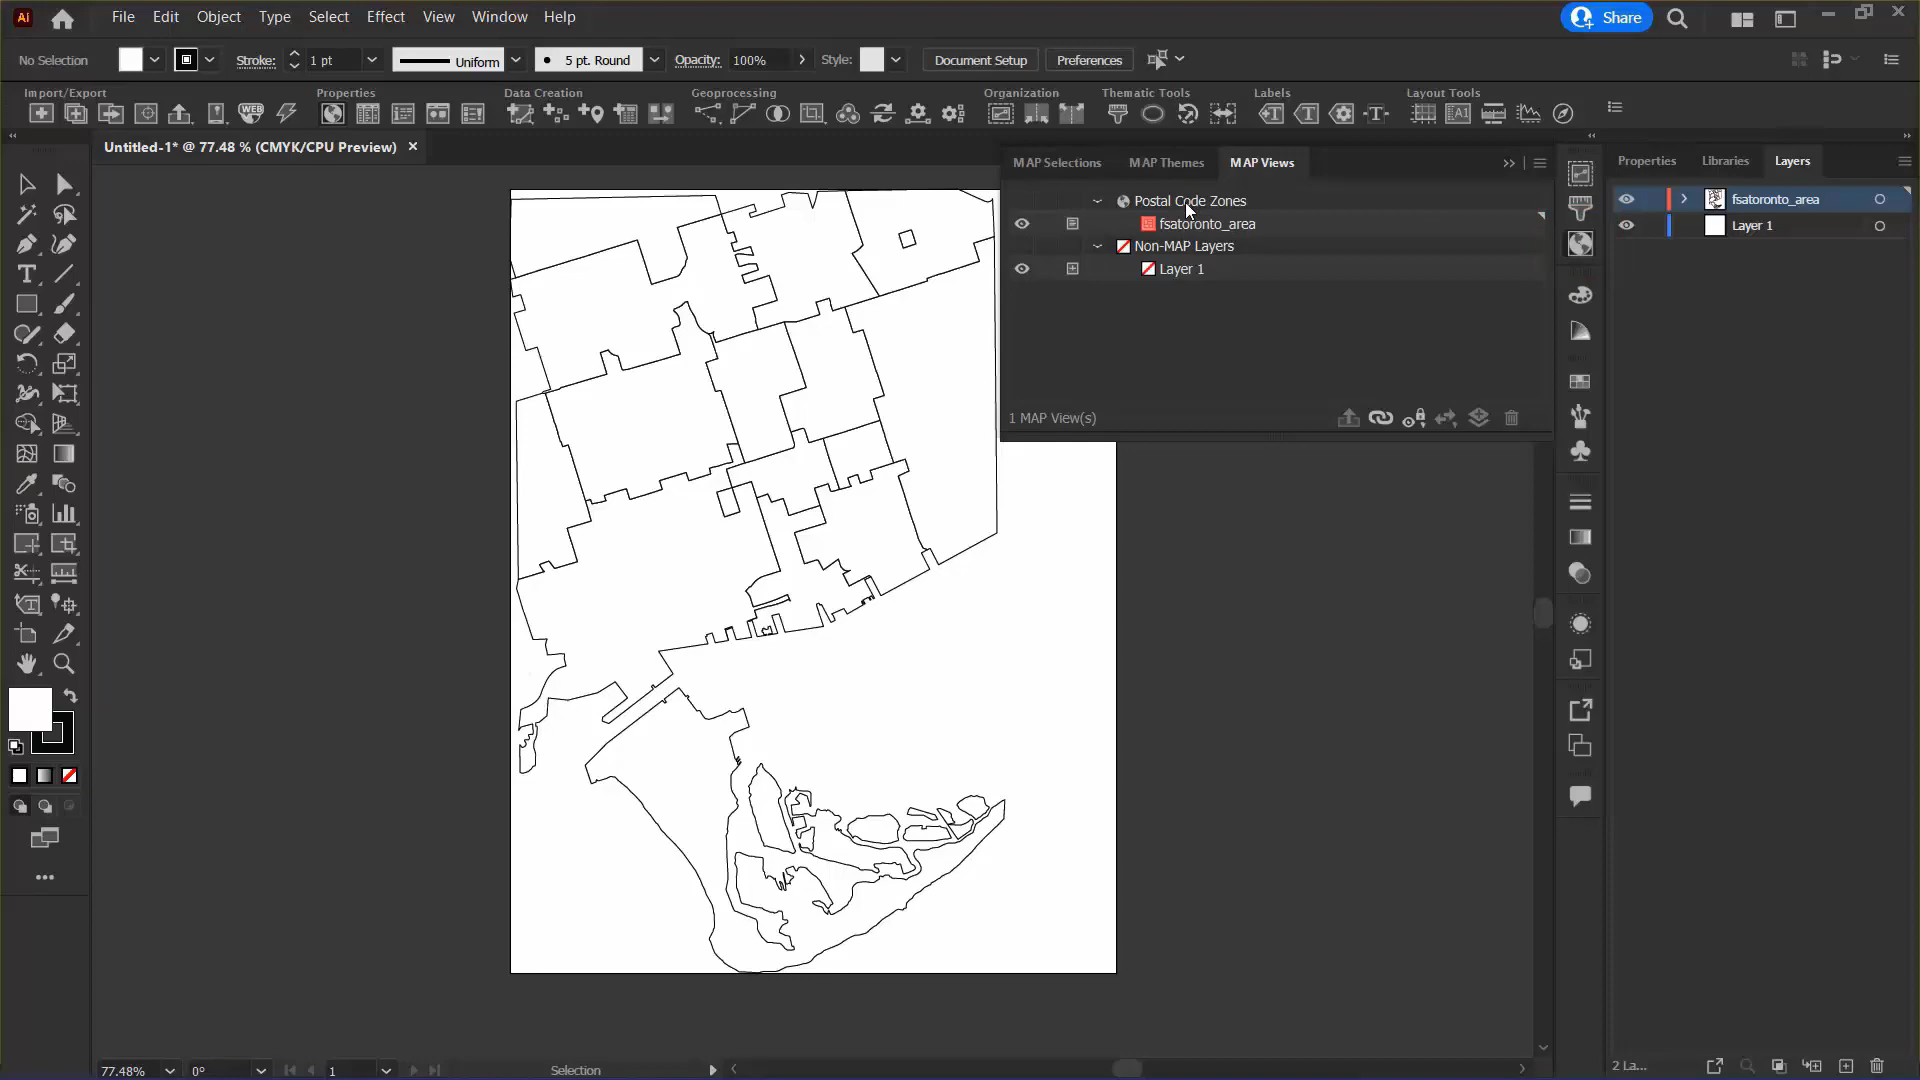 Ai File Edit Object Type Select Effect View Window Help Share
No Selection Stroke: 1 pt Uniform 5 pt. Round Opacity: 100% Style: Document Setup Preferences
Import/Export Properties Data Creation Geoprocessing Organization Thematic Tools Labels Layout Tools
WEB
A1
Untitled-1* @ 77.48 % (CMYK/CPU Preview)
MAP Selections MAP Themes MAP Views
Postal Code Zones
fsatoronto_area
Non-MAP Layers
Layer 1
1 MAP View(s)
Properties Libraries Layers
fsatoronto_area
Layer 1
77.48% 0° 1 Selection
2 La...